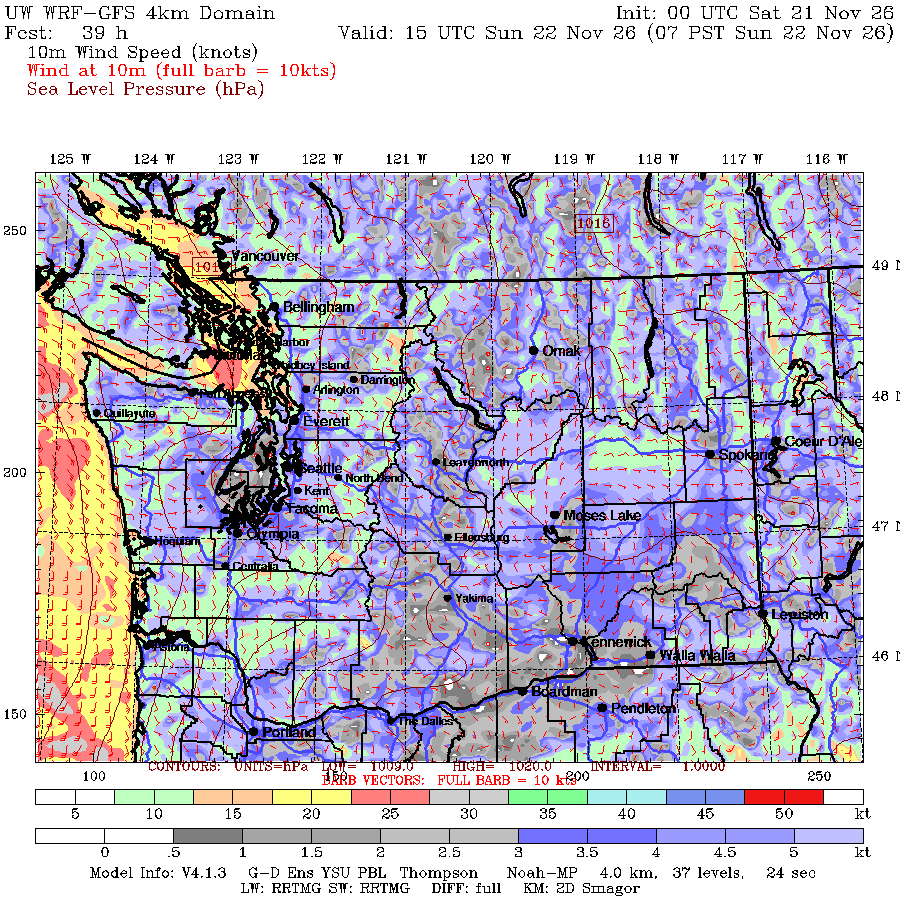 UW WRF-GFS 4km Domain Init: 00 UTC Sat 21 Nov 26
Fcst: 39 h Valid: 15 UTC Sun 22 Nov 26 (07 PST Sun 22 Nov 26)
10m Wind Speed (knots)
Wind at 10m (full barb = 10kts)
Sea Level Pressure (hPa)
125 W 124 W 123 W 122 W 121 W 120 W 119 W 118 W 117 W 116 W
250
1018
Vancouver
101
49 N
Bellingham
Omak
Darrington
Arlington
48 N
Quillayute
Everett
Coeur D'Ale
Spokane
Leavenworth
200
Seattle
North Bend
Kent
Tacoma
Moses Lake
47 N
Olympia
Hoquiam
Ellensburg
Centralia
Yakima
Lewiston
Kennewick
Astoria
Walla Walla
46 N
Boardman
Pendleton
150
The Dalles
Portland
CONTOURS: UNITS=hPa LOW= 1009.0 HIGH= 1020.0 INTERVAL= 1.0000
100 150 200 250
BARB VECTORS: FULL BARB = 10 kts
5 10 15 20 25 30 35 40 45 50 kt
0 .5 1 1.5 2 2.5 3 3.5 4 4.5 5 kt
Model Info: V4.1.3 G-D Ens YSU PBL Thompson Noah-MP 4.0 km, 37 levels, 24 sec
LW: RRTMG SW: RRTMG DIFF: full KM: 2D Smagor